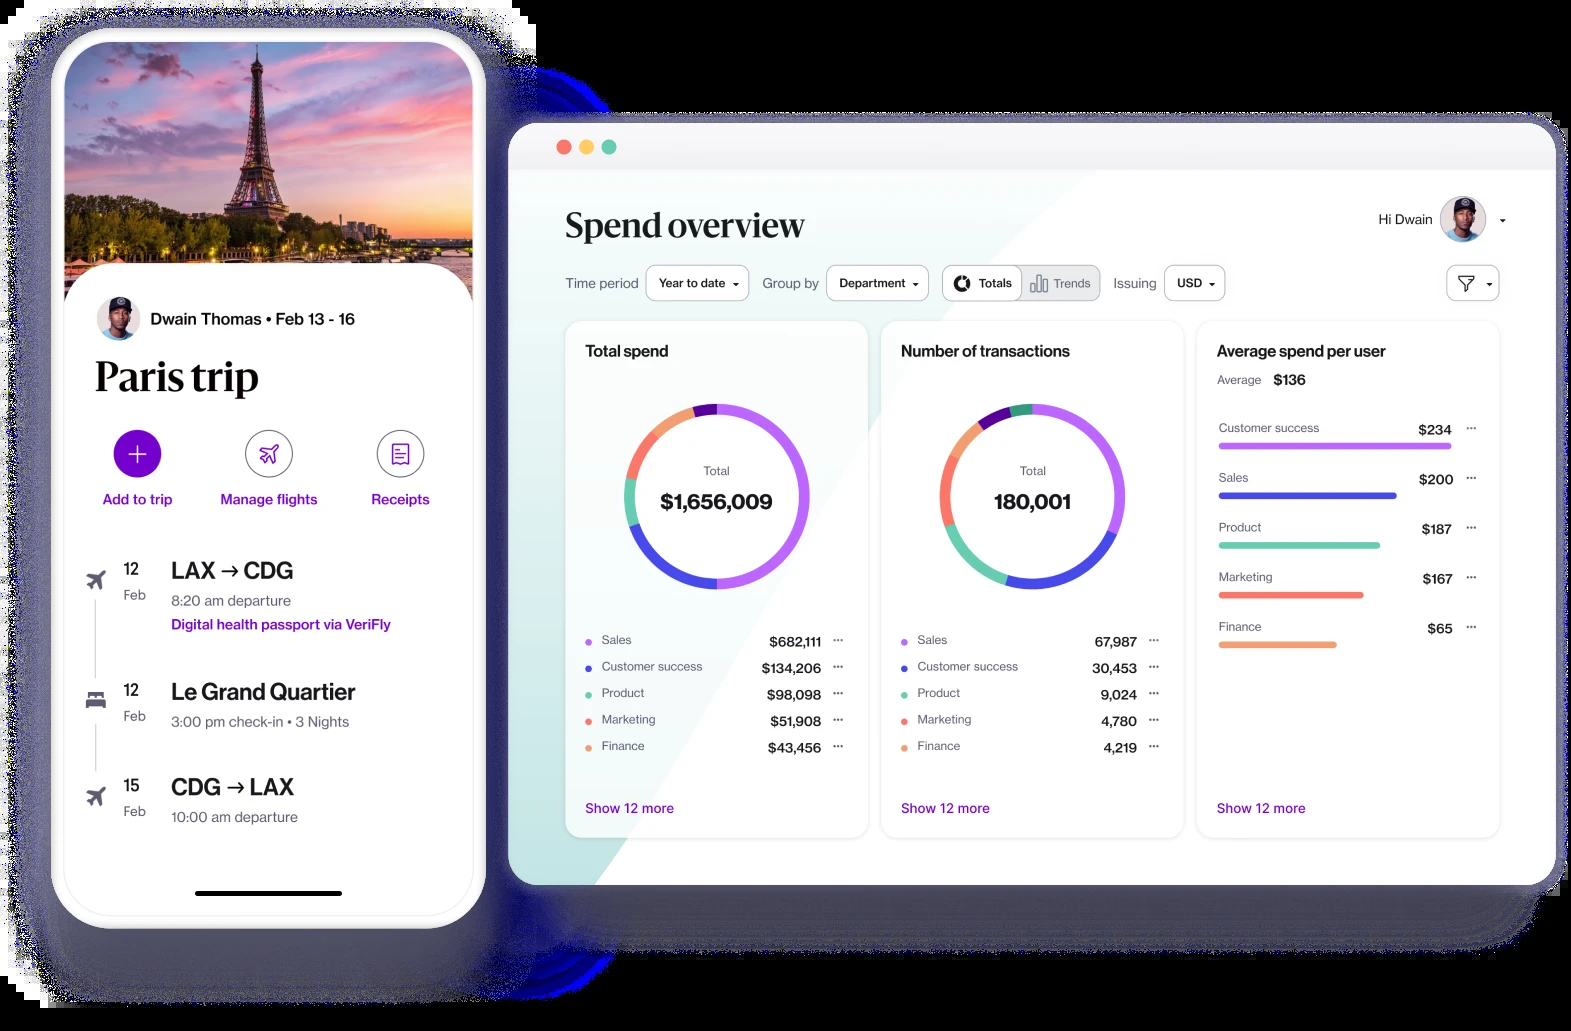 Dwain Thomas • Feb 13 - 16
Paris trip
Add to trip
Manage flights
Receipts
12
Feb
LAX → CDG
8:20 am departure
Digital health passport via VeriFly
12
Feb
Le Grand Quartier
3:00 pm check-in • 3 Nights
15
Feb
CDG → LAX
10:00 am departure
Spend overview
Hi Dwain
Time period Year to date Group by Department Totals Trends Issuing USD
Total spend
Total
$1,656,009
Sales $682,111
Customer success $134,206
Product $98,098
Marketing $51,908
Finance $43,456
Show 12 more
Number of transactions
Total
180,001
Sales 67,987
Customer success 30,453
Product 9,024
Marketing 4,780
Finance 4,219
Show 12 more
Average spend per user
Average $136
Customer success $234
Sales $200
Product $187
Marketing $167
Finance $65
Show 12 more